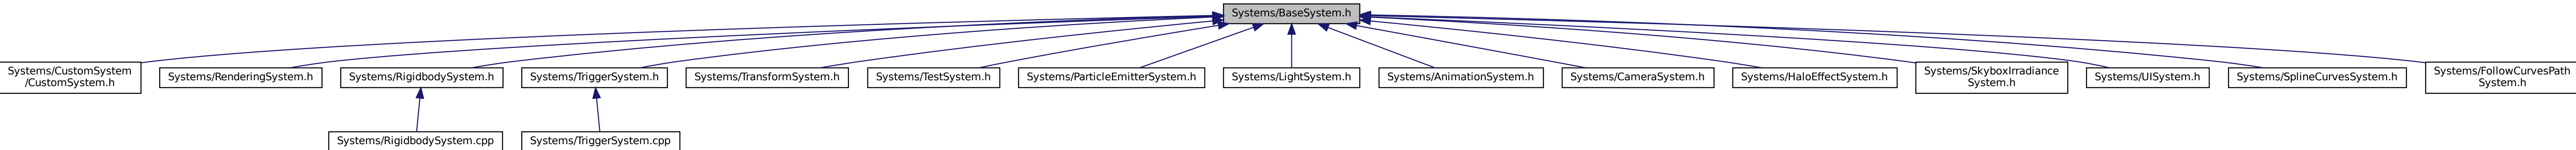 Systems/BaseSystem.h
Systems/CustomSystem
/CustomSystem.h
Systems/RenderingSystem.h
Systems/RigidbodySystem.h
Systems/TriggerSystem.h
Systems/TransformSystem.h
Systems/TestSystem.h
Systems/ParticleEmitterSystem.h
Systems/LightSystem.h
Systems/AnimationSystem.h
Systems/CameraSystem.h
Systems/HaloEffectSystem.h
Systems/SkyboxIrradiance
System.h
Systems/UISystem.h
Systems/SplineCurvesSystem.h
Systems/FollowCurvesPath
System.h
Systems/RigidbodySystem.cpp
Systems/TriggerSystem.cpp